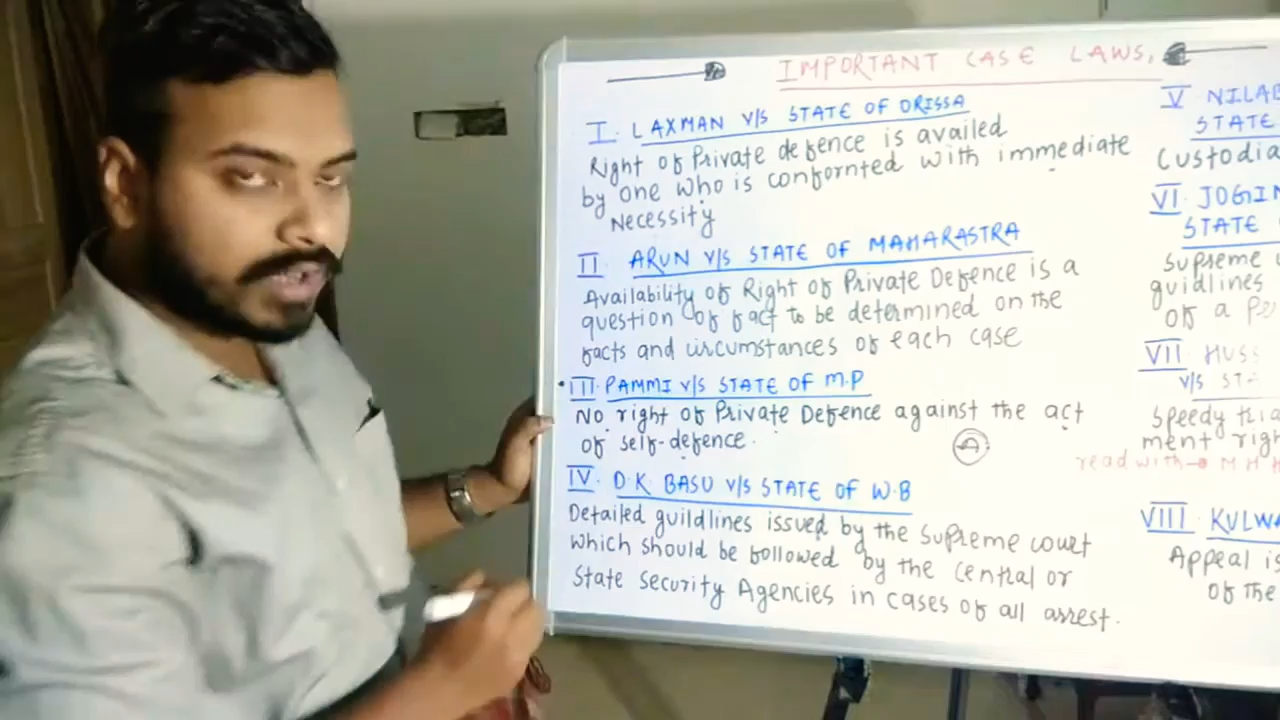 IMPORTANT CASE LAWS,
I. LAXMAN V/S STATE OF ORISSA
Right of Private defence is availed
by one who is confornted with immediate
Necessity
II ARUN V/S STATE OF MAHARASTRA
Availability of Right of Private Defence is a
question of fact to be determined on the
facts and circumstances of each case
III. PAMMI V/S STATE OF M.P
No right of Private Defence against the act
of self-defence.
IV. D.K. BASU V/S STATE OF W.B
Detailed guildlines issued by the Supreme court
which should be followed by the central or
State security Agencies in cases of all arrest.
V NILAB
STATE
Custodia
VI. JOGIN
STATE
Supreme
guidlines
of a Pe
VII. HUSS
V/S STA
Speedy tria
ment righ
read with → M H
VIII. KULWA
Appeal is
of the